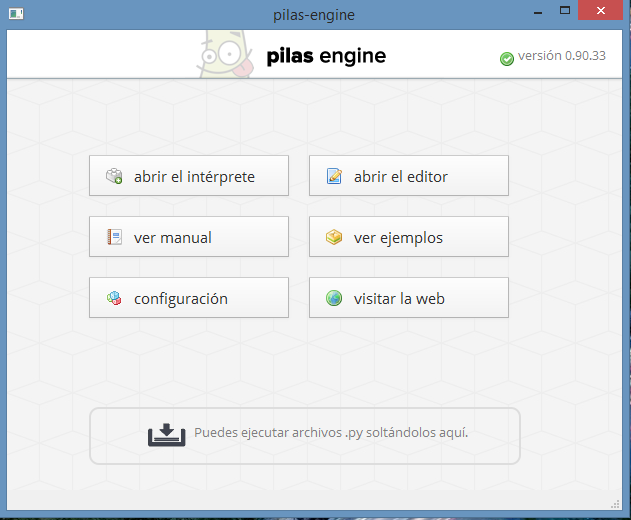 pilas-engine
pilas engine
versión 0.90.33
abrir el intérprete
abrir el editor
ver manual
ver ejemplos
configuración
visitar la web
Puedes ejecutar archivos .py soltándolos aquí.